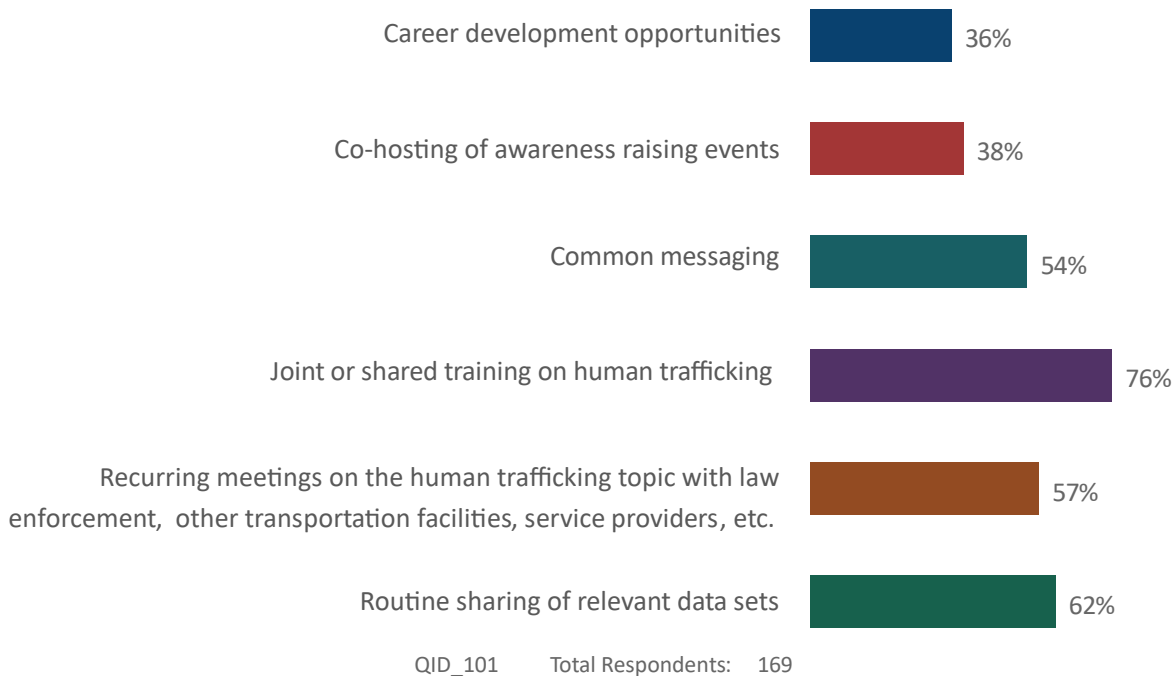 Career development opportunities 36%
Co-hosting of awareness raising events 38%
Common messaging 54%
Joint or shared training on human trafficking 76%
Recurring meetings on the human trafficking topic with law
enforcement, other transportation facilities, service providers, etc. 57%
Routine sharing of relevant data sets 62%
QID_101 Total Respondents: 169